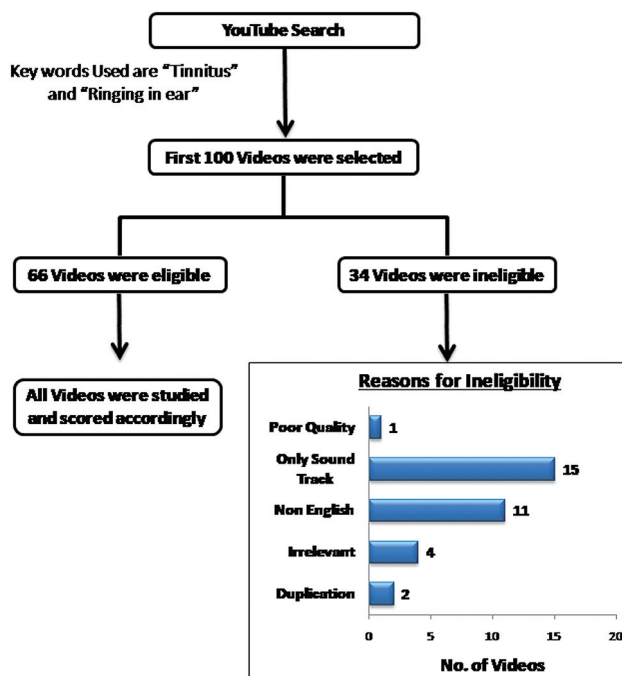 YouTube Search
Key words Used are “Tinnitus”
and “Ringing in ear”
First 100 Videos were selected
66 Videos were eligible
34 Videos were ineligible
All Videos were studied
and scored accordingly
Reasons for Ineligibility
Poor Quality
1
Only Sound
Track
15
Non English
11
Irrelevant
4
Duplication
2
0
5
10
15
20
No. of Videos